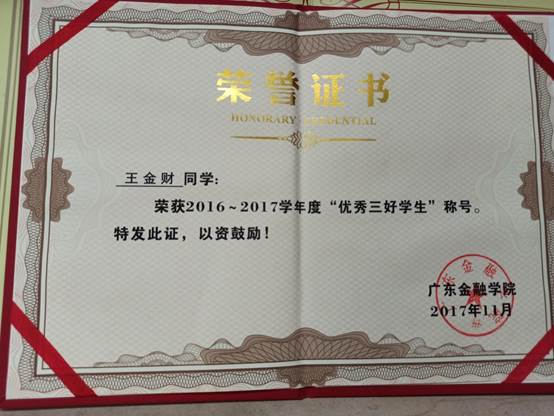 荣誉证书
HONORARY CREDENTIAL
王金财同学:
荣获2016~2017学年度“优秀三好学生”称号。
特发此证，以资鼓励！
广东金融学院
2017年11月